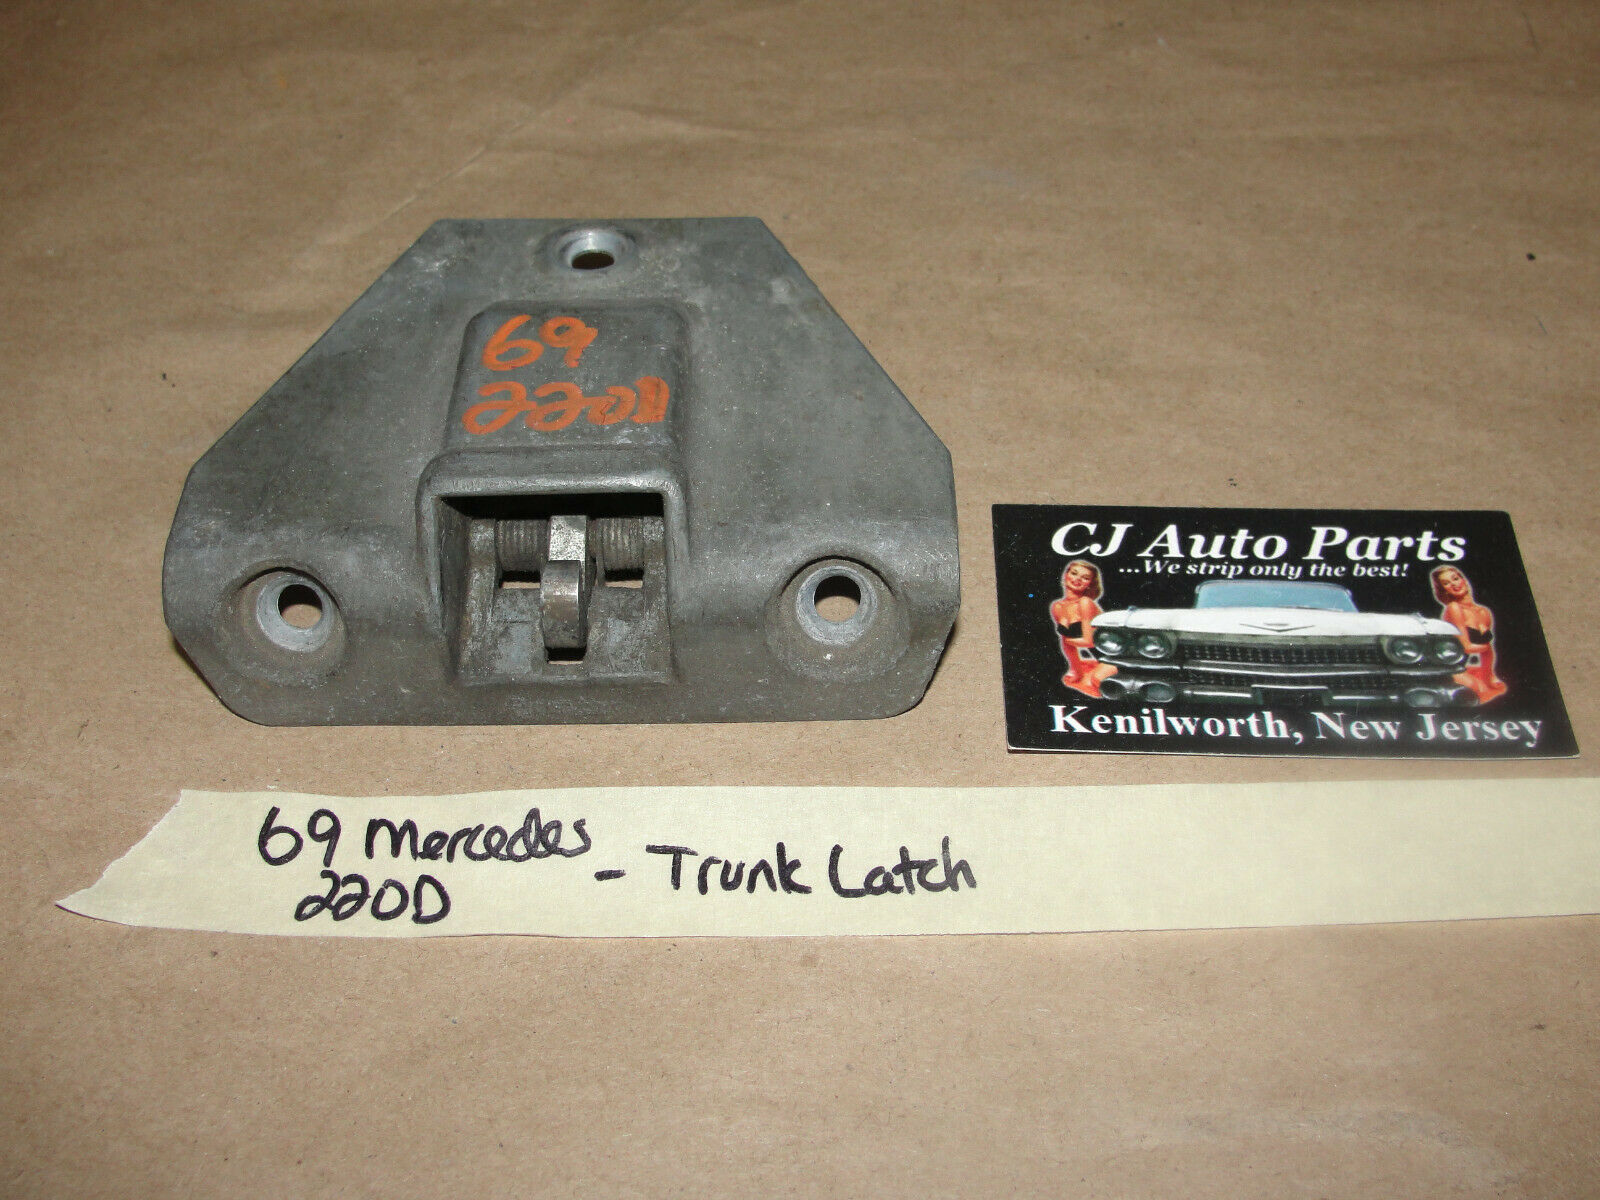 69
220D
CJ Auto Parts
...We strip only the best!
Kenilworth, New Jersey
69 Mercedes
220D
- Trunk Latch